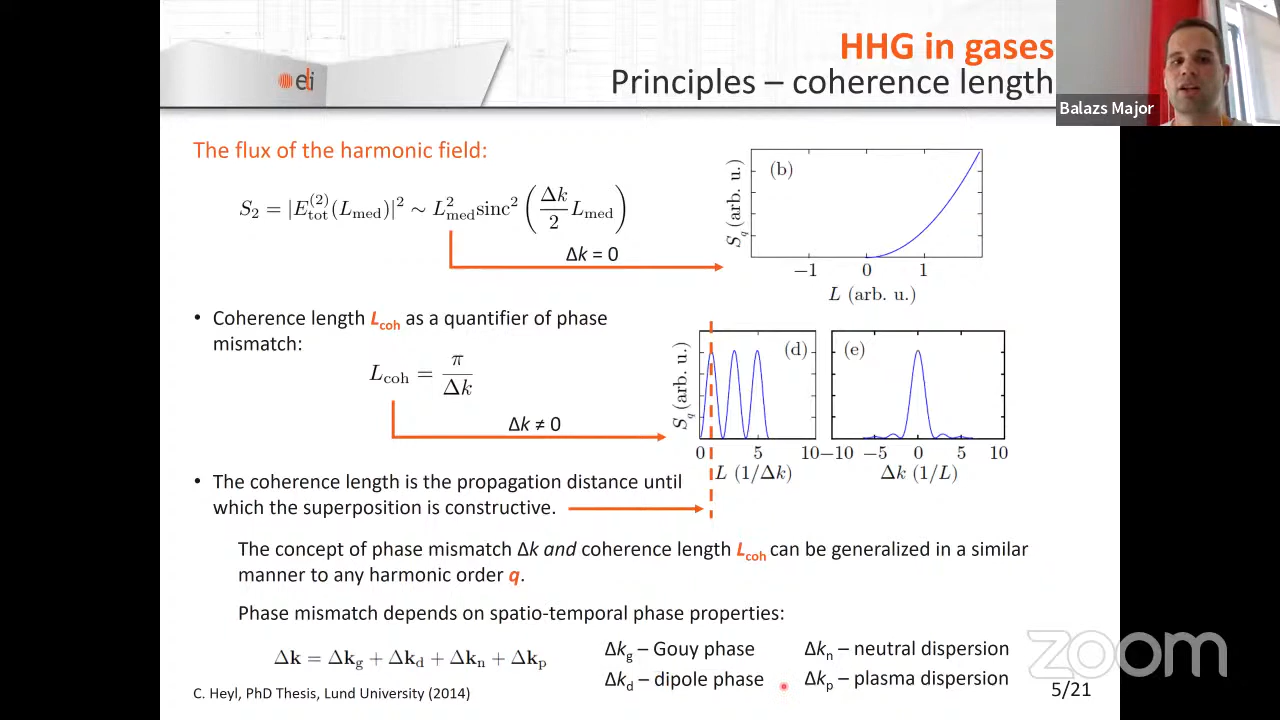 HHG in gases
Principles – coherence length
eli
Balazs Major
The flux of the harmonic field:
S₂ = |E_tot^(2)(L_med)|² ~ L_med² sinc² (Δk/2 L_med)
Δk = 0
(b)
S_q (arb. u.)
−1 0 1
L (arb. u.)
• Coherence length L_coh as a quantifier of phase
mismatch:
L_coh = π/Δk
Δk ≠ 0
(d) (e)
S_q (arb. u.)
0 5 10 −10 −5 0 5 10
L (1/Δk) Δk (1/L)
• The coherence length is the propagation distance until
which the superposition is constructive.
The concept of phase mismatch Δk and coherence length L_coh can be generalized in a similar
manner to any harmonic order q.
Phase mismatch depends on spatio-temporal phase properties:
Δk = Δk_g + Δk_d + Δk_n + Δk_p
Δk_g – Gouy phase Δk_n – neutral dispersion
Δk_d – dipole phase Δk_p – plasma dispersion
C. Heyl, PhD Thesis, Lund University (2014)
5/21
zoom